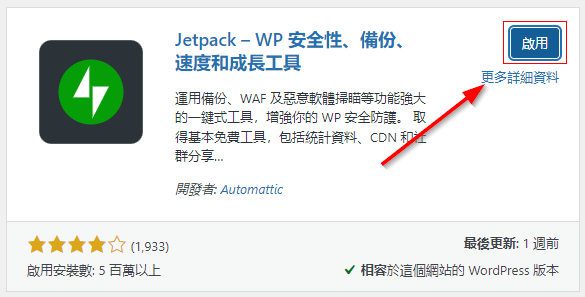 Jetpack – WP 安全性、備份、
速度和成長工具
啟用
更多詳細資料
運用備份、WAF 及惡意軟體掃瞄等功能強大
的一鍵式工具，增強你的 WP 安全防護。 取
得基本免費工具，包括統計資料、CDN 和社
群分享...
開發者: Automattic
(1,933)
最後更新: 1 週前
啟用安裝數: 5 百萬以上
相容於這個網站的 WordPress 版本